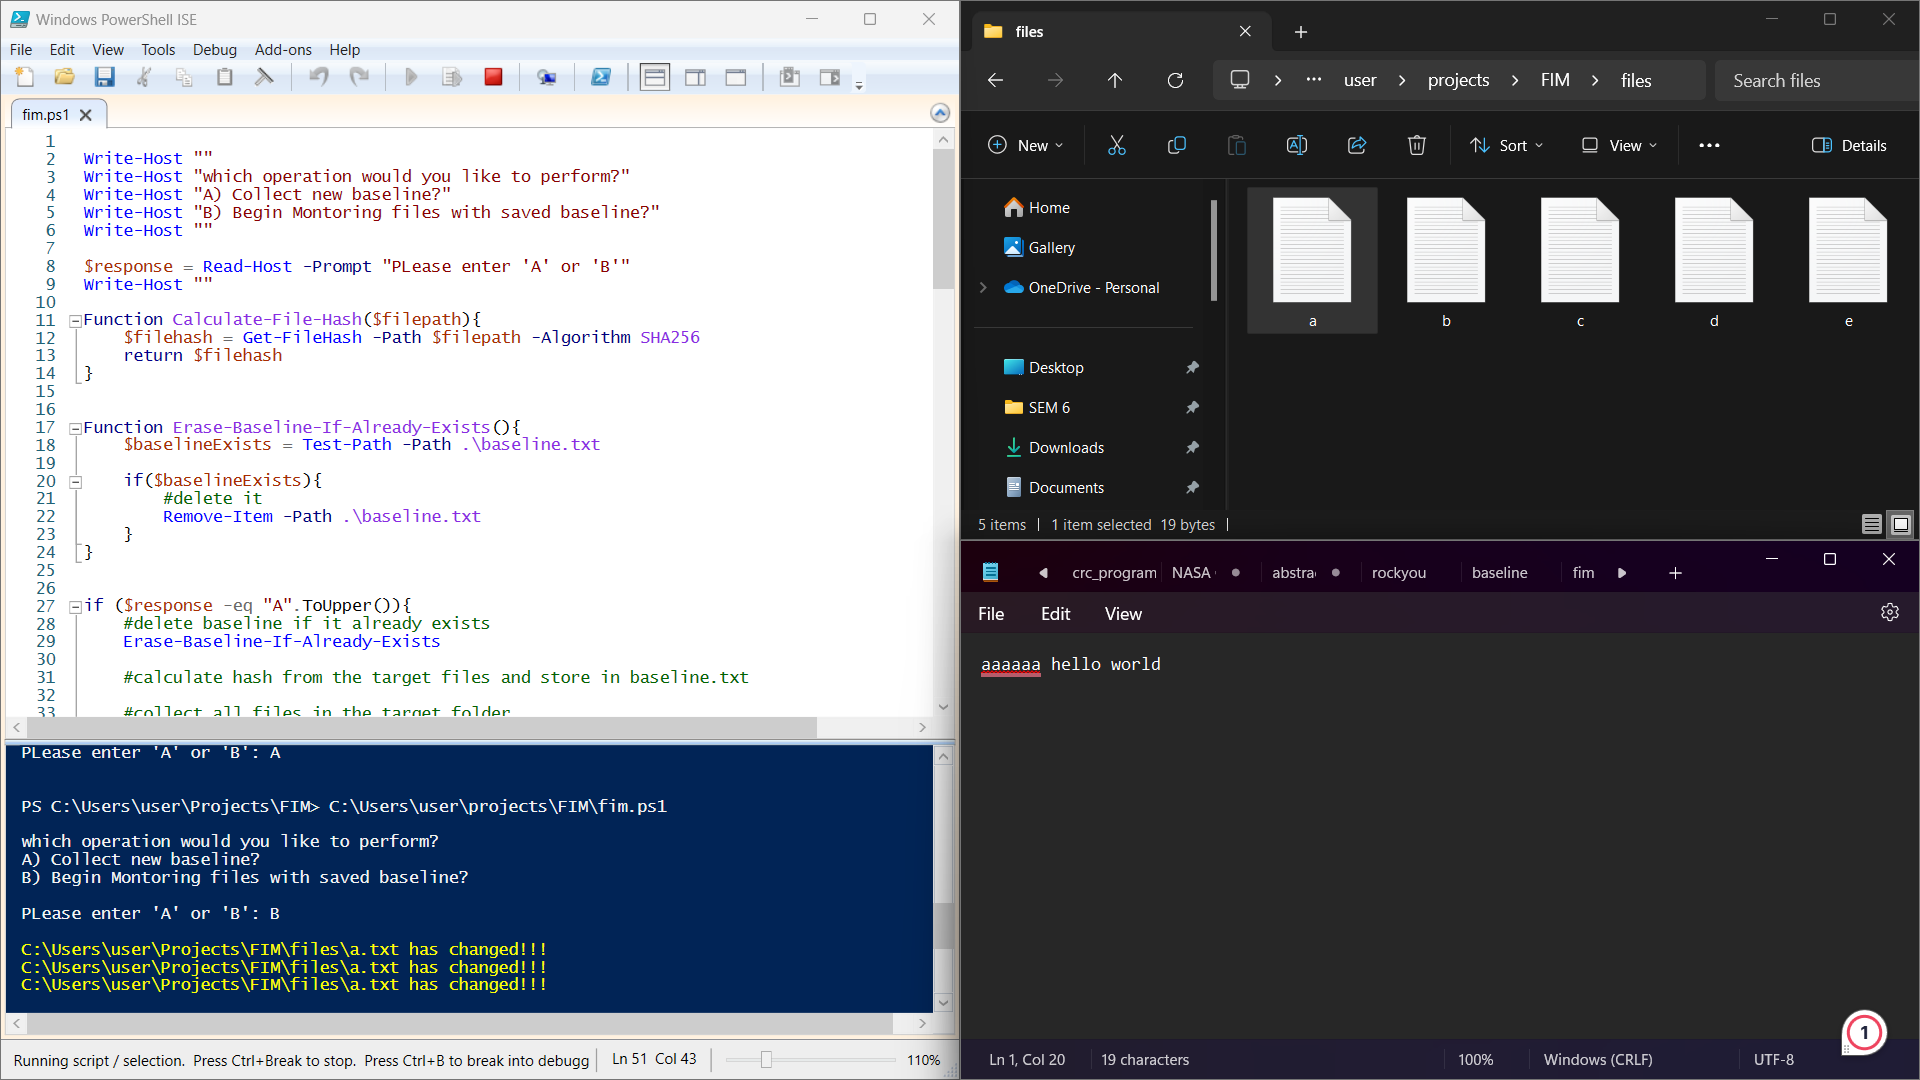 Windows PowerShell ISE
File Edit View Tools Debug Add-ons Help
fim.ps1
1
2 Write-Host ""
3 Write-Host "which operation would you like to perform?"
4 Write-Host "A) Collect new baseline?"
5 Write-Host "B) Begin Montoring files with saved baseline?"
6 Write-Host ""
7
8 $response = Read-Host -Prompt "PLease enter 'A' or 'B'"
9 Write-Host ""
10
11 Function Calculate-File-Hash($filepath){
12 $filehash = Get-FileHash -Path $filepath -Algorithm SHA256
13 return $filehash
14 }
15
16
17 Function Erase-Baseline-If-Already-Exists(){
18 $baselineExists = Test-Path -Path .\baseline.txt
19
20 if($baselineExists){
21 #delete it
22 Remove-Item -Path .\baseline.txt
23 }
24 }
25
26
27 if ($response -eq "A".ToUpper()){
28 #delete baseline if it already exists
29 Erase-Baseline-If-Already-Exists
30
31 #calculate hash from the target files and store in baseline.txt
32
33 #collect all files in the target folder
PLease enter 'A' or 'B': A
PS C:\Users\user\Projects\FIM> C:\Users\user\projects\FIM\fim.ps1
which operation would you like to perform?
A) Collect new baseline?
B) Begin Montoring files with saved baseline?
PLease enter 'A' or 'B': B
C:\Users\user\Projects\FIM\files\a.txt has changed!!!
C:\Users\user\Projects\FIM\files\a.txt has changed!!!
C:\Users\user\Projects\FIM\files\a.txt has changed!!!
Running script / selection. Press Ctrl+Break to stop. Press Ctrl+B to break into debugg Ln 51 Col 43 110%
files
user projects FIM files Search files
New Sort View Details
Home
Gallery
OneDrive - Personal
Desktop
SEM 6
Downloads
Documents
a b c d e
5 items 1 item selected 19 bytes
crc_program NASA abstra rockyou baseline fim
File Edit View
aaaaaa hello world
1
Ln 1, Col 20 19 characters 100% Windows (CRLF) UTF-8